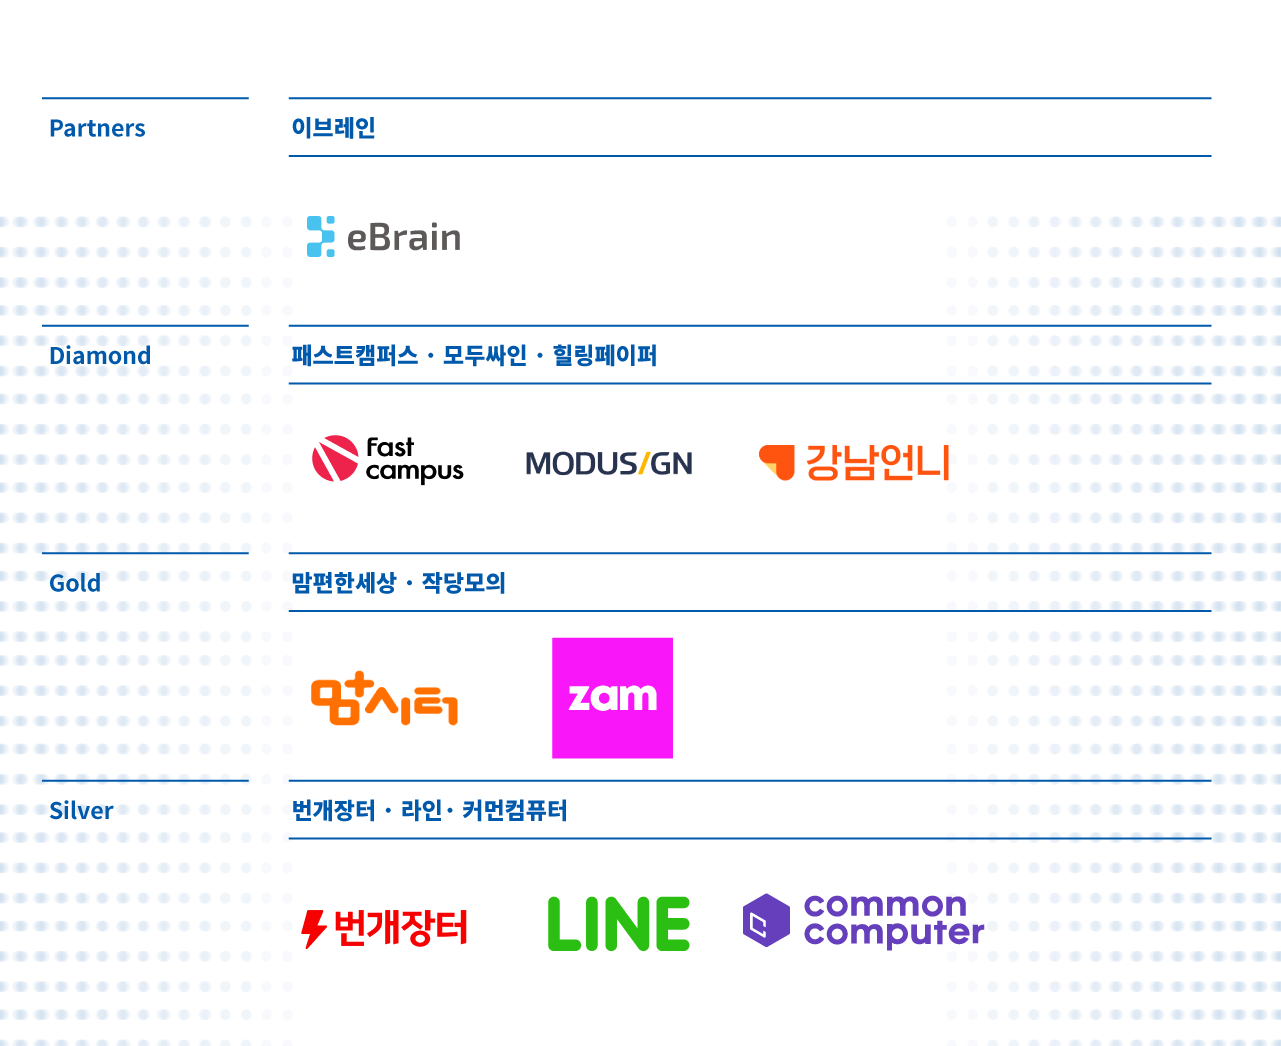 Partners
이브레인
eBrain
Diamond
패스트캠퍼스 · 모두싸인 · 힐링페이퍼
fast
campus
MODUSIGN
강남언니
Gold
맘편한세상 · 작당모의
맘시터
zam
Silver
번개장터 · 라인 · 커먼컴퓨터
번개장터
LINE
common
computer